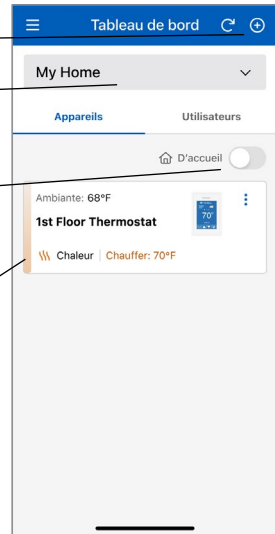 Tableau de bord
My Home
Appareils Utilisateurs
D'accueil
Ambiante: 68°F
1st Floor Thermostat
70°
Chaleur Chauffer: 70°F